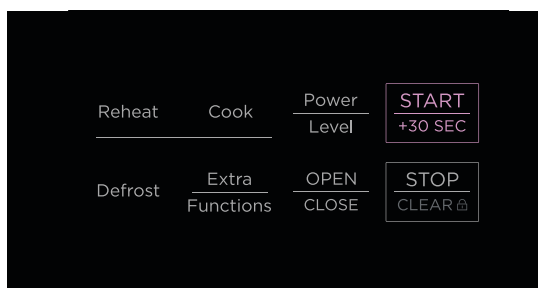 Reheat
Cook
Power
Level
START
+30 SEC
Defrost
Extra
Functions
OPEN
CLOSE
STOP
CLEAR